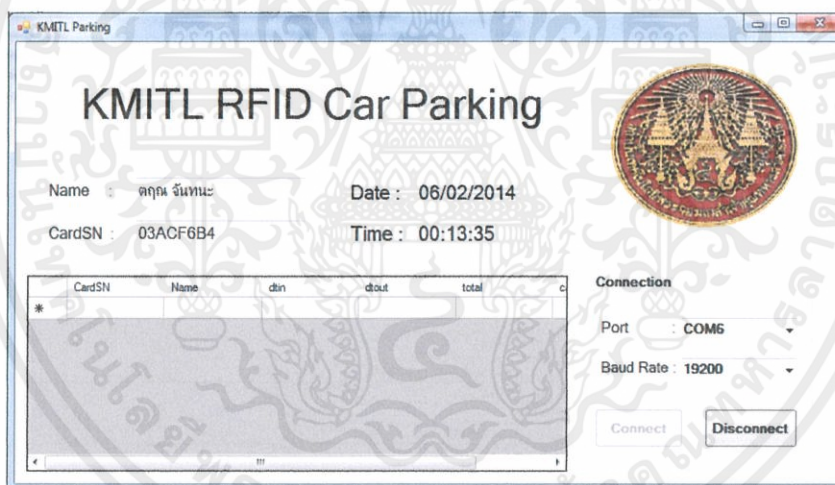 KMITL Parking
KMITL RFID Car Parking
Name : ตฤณ จันทนะ
Date : 06/02/2014
CardSN : 03ACF6B4
Time : 00:13:35
CardSN Name dtin dtout total
Connection
Port : COM6
Baud Rate : 19200
Connect Disconnect